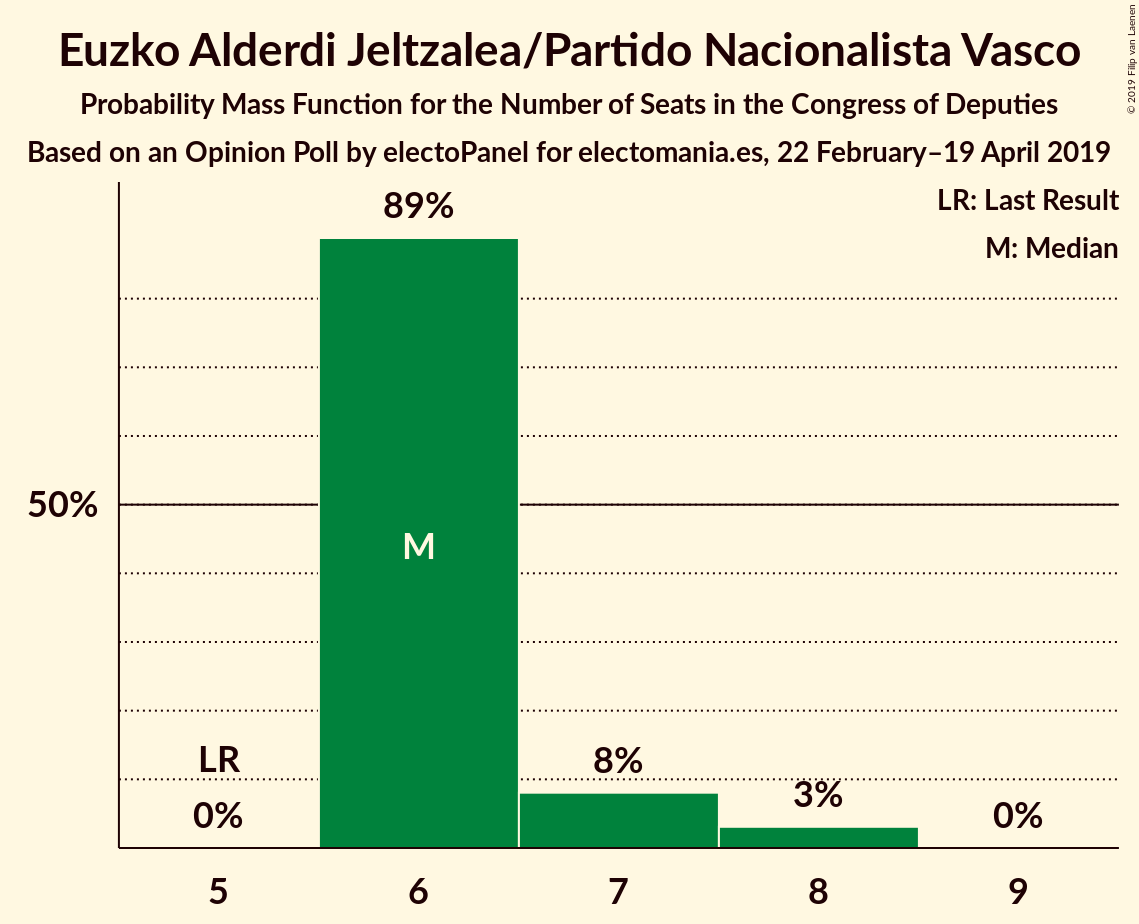 Euzko Alderdi Jeltzalea/Partido Nacionalista Vasco
Probability Mass Function for the Number of Seats in the Congress of Deputies
Based on an Opinion Poll by electoPanel for electomania.es, 22 February–19 April 2019
© 2019 Filip van Laenen
LR: Last Result
M: Median
89%
50%
M
LR
0%
8%
3%
0%
5 6 7 8 9